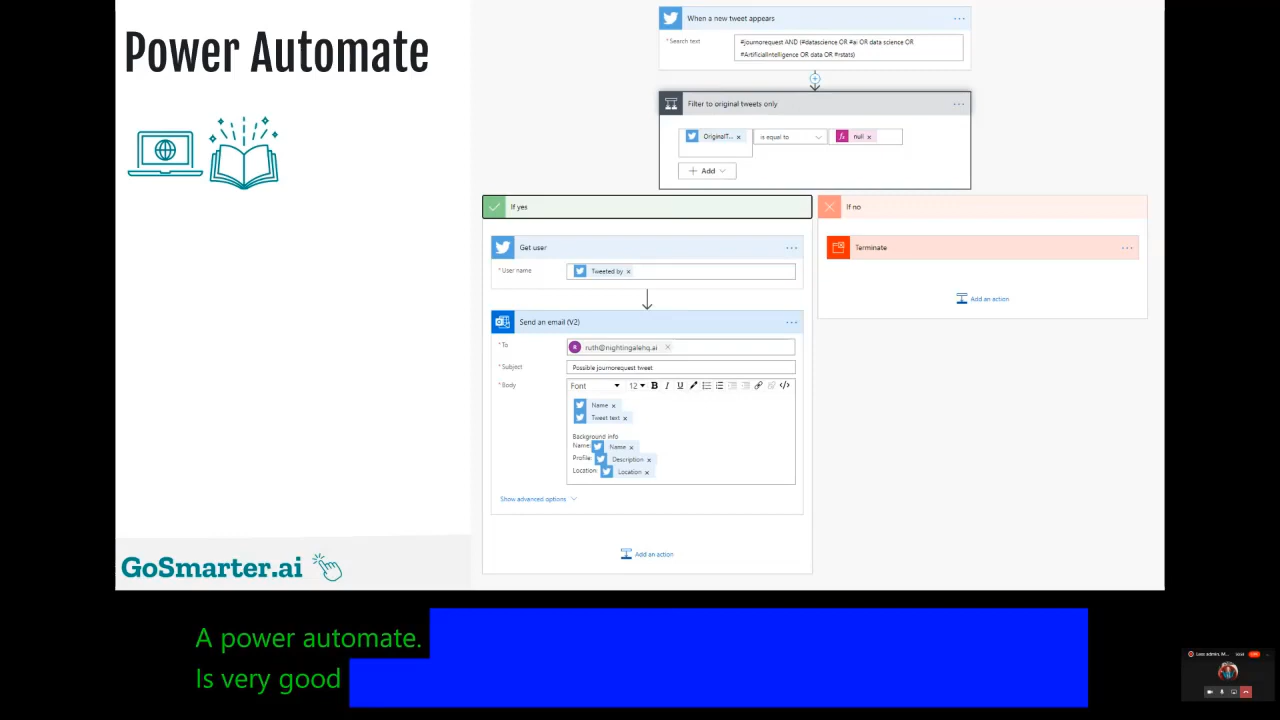 Power Automate
When a new tweet appears
* Search text
#journorequest AND (#datascience OR #ai OR data science OR
#ArtificialIntelligence OR data OR #rstats)
Filter to original tweets only
OriginalT... ×
is equal to
fx null ×
+ Add
If yes
If no
Get user
Terminate
* User name
Tweeted by ×
Add an action
Send an email (V2)
* To
R ruth@nightingalehq.ai ×
* Subject
Possible journorequest tweet
* Body
Font 12 B I U </>
Name ×
Tweet text ×
Background info
Name: Name ×
Profile: Description ×
Location: Location ×
Show advanced options
Add an action
GoSmarter.ai
A power automate.
Is very good